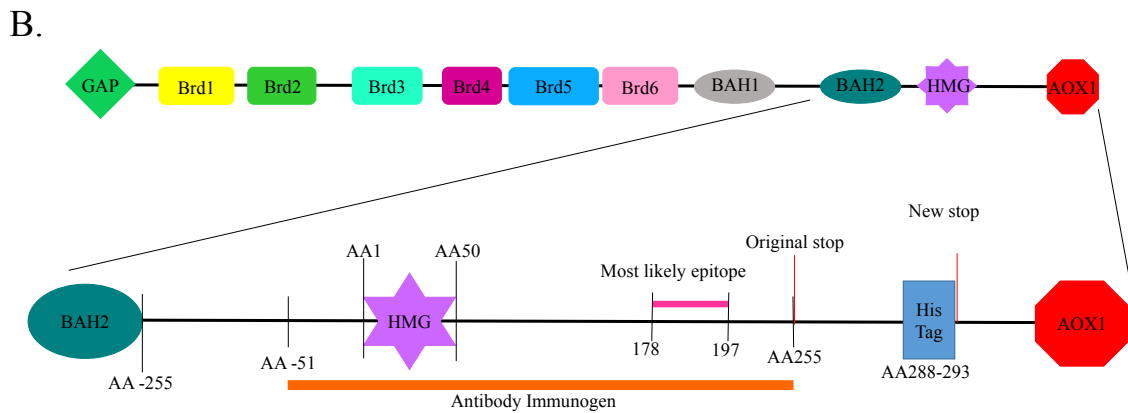 B.
GAP Brd1 Brd2 Brd3 Brd4 Brd5 Brd6 BAH1 BAH2 HMG AOX1
New stop
Original stop
AA1 AA50
Most likely epitope
BAH2 HMG His Tag AOX1
178 197 AA255
AA -255 AA -51 AA288-293
Antibody Immunogen